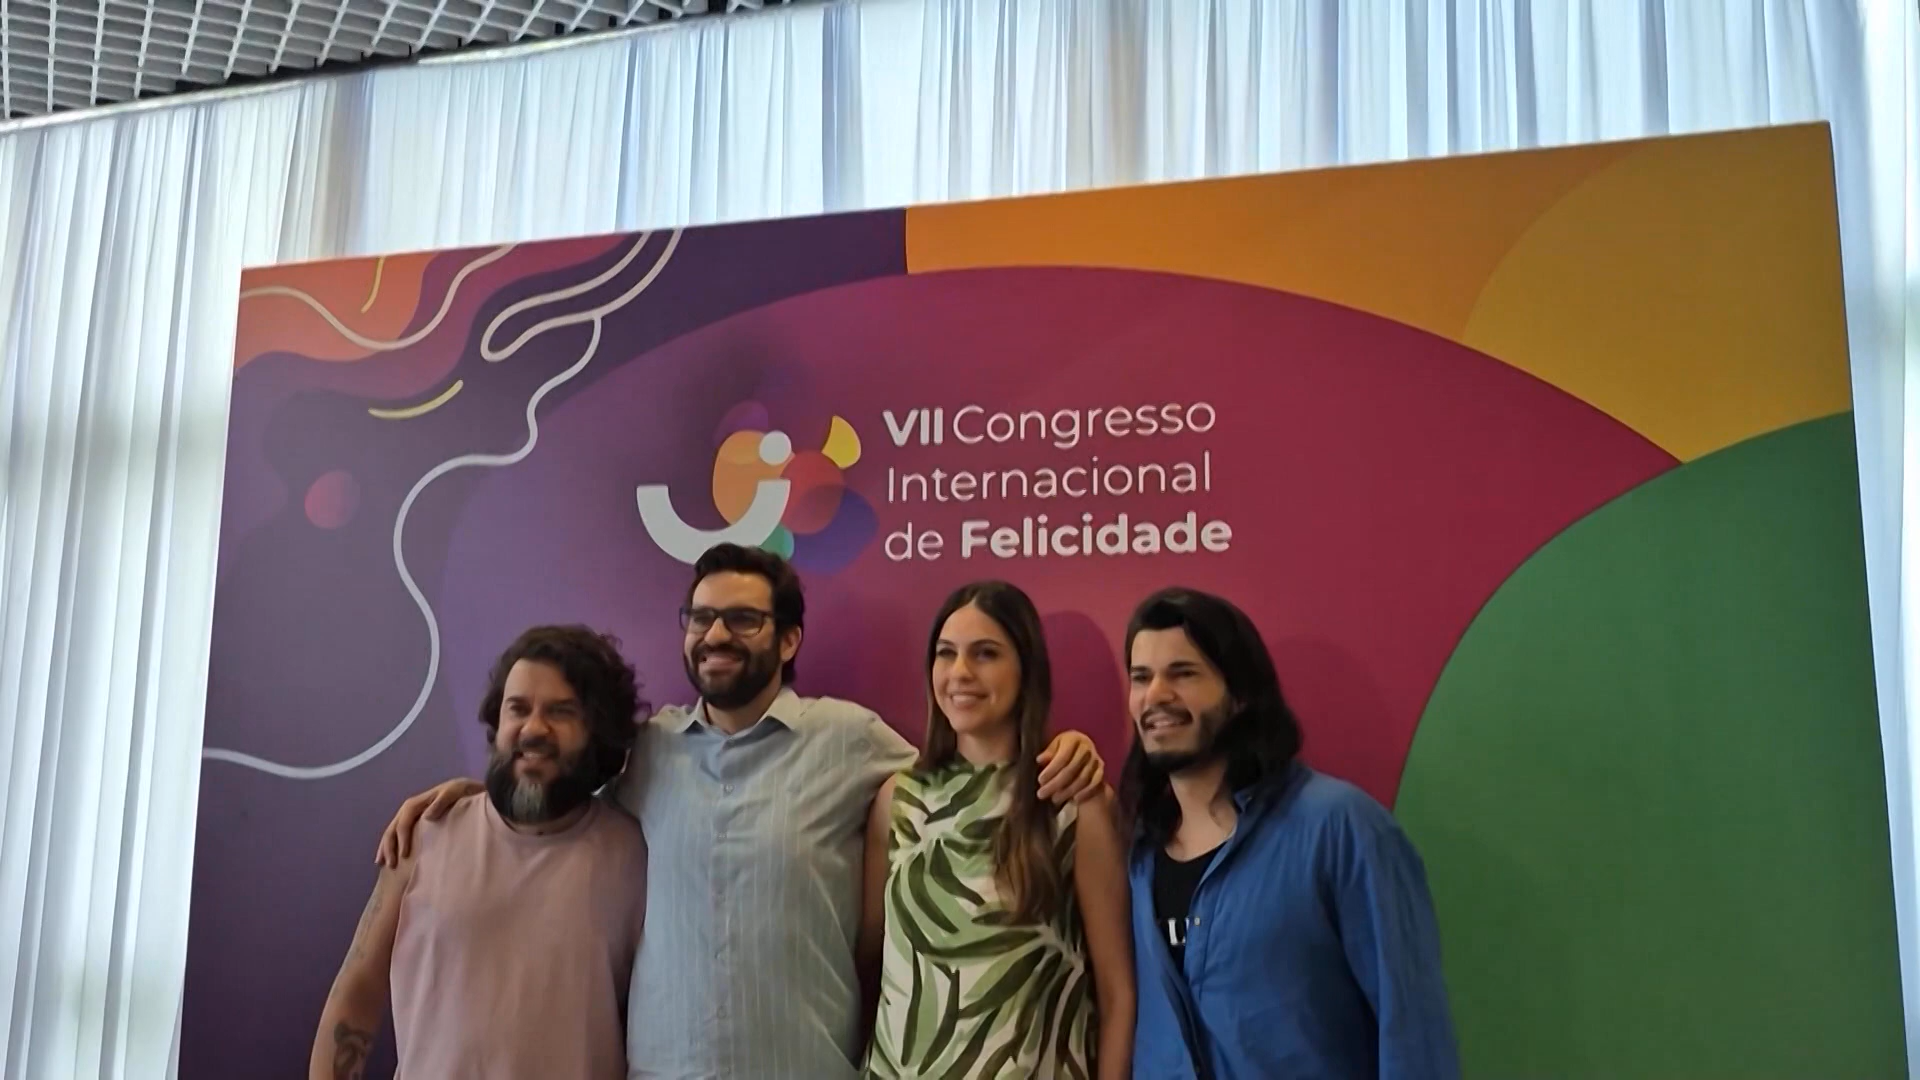 VII Congresso
Internacional
de Felicidade